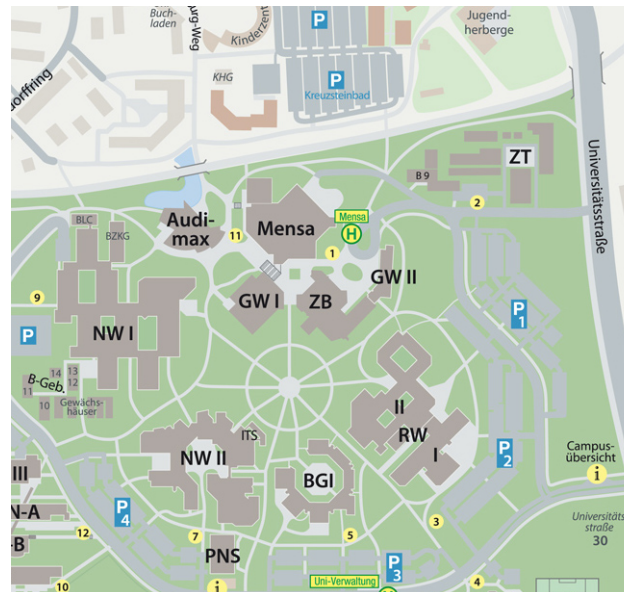 Buch-
laden
urg-Weg
Kinderzent
P
Jugend-
herberge
KHG
P
Kreuzsteinbad
dorffring
ZT
B 9
2
Universitätsstraße
BLC
BZKG
Audi-
max
11
Mensa
Mensa
H
1
GW II
9
GW I
ZB
P
1
NW I
P
B-Geb.
14
13
12
11
10
Gewächs-
häuser
II
RW
I
ITS
NW II
BGI
P
2
Campus-
übersicht
i
III
N-A
-B
P
4
12
7
5
3
PNS
Universitäts
straße
30
P
3
10
i
Uni-Verwaltung
4